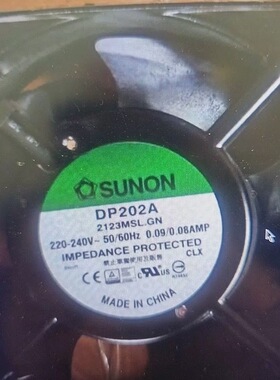 SUNON
DP202A
2123MSL.GN
220-240V~ 50/60Hz 0.09/0.08AMP
IMPEDANCE PROTECTED
CLX
MADE IN CHINA